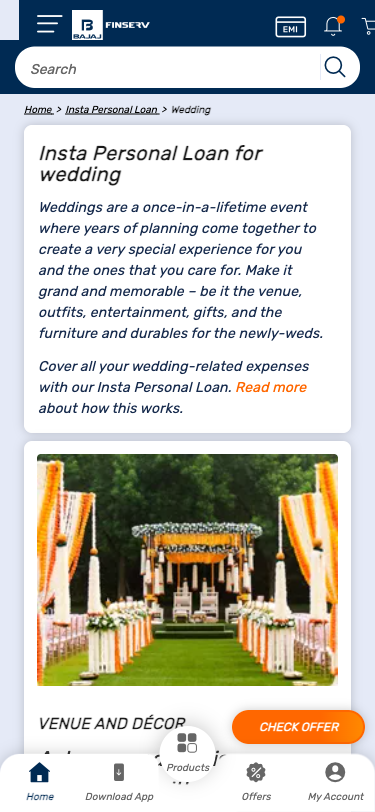 BAJAJ FINSERV
EMI
Search
Home > Insta Personal Loan > Wedding
Insta Personal Loan for
wedding
Weddings are a once-in-a-lifetime event
where years of planning come together to
create a very special experience for you
and the ones that you care for. Make it
grand and memorable – be it the venue,
outfits, entertainment, gifts, and the
furniture and durables for the newly-weds.
Cover all your wedding-related expenses
with our Insta Personal Loan. Read more
about how this works.
VENUE AND DÉCOR
CHECK OFFER
Home
Download App
Products
Offers
My Account